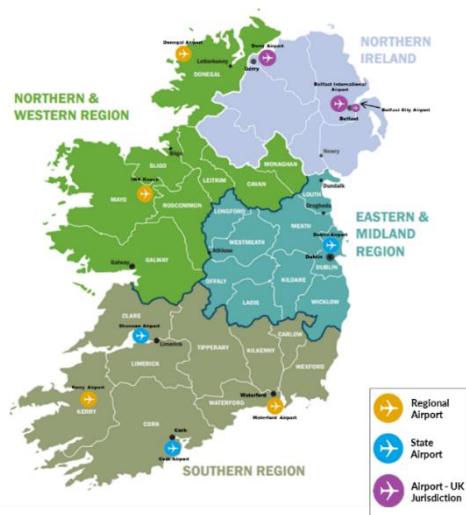 Donegal Airport
Derry Airport
NORTHERN
IRELAND
Letterkenny
Derry
DONEGAL
Belfast International
Airport
Belfast City Airport
Belfast
NORTHERN &
WESTERN REGION
Newry
SLIGO
Sligo
MONAGHAN
LEITRIM
CAVAN
LOUTH
Dundalk
MAYO
ROSCOMMON
Drogheda
LONGFORD
MEATH
EASTERN &
MIDLAND
REGION
WESTMEATH
Dublin Airport
Athlone
Dublin
GALWAY
Galway
DUBLIN
OFFALY
KILDARE
LAOIS
WICKLOW
CLARE
Shannon Airport
Limerick
CARLOW
TIPPERARY
KILKENNY
LIMERICK
WEXFORD
Kerry Airport
Waterford
KERRY
WATERFORD
Waterford Airport
CORK
Cork
Cork Airport
SOUTHERN REGION
Regional
Airport
State
Airport
Airport - UK
Jurisdiction